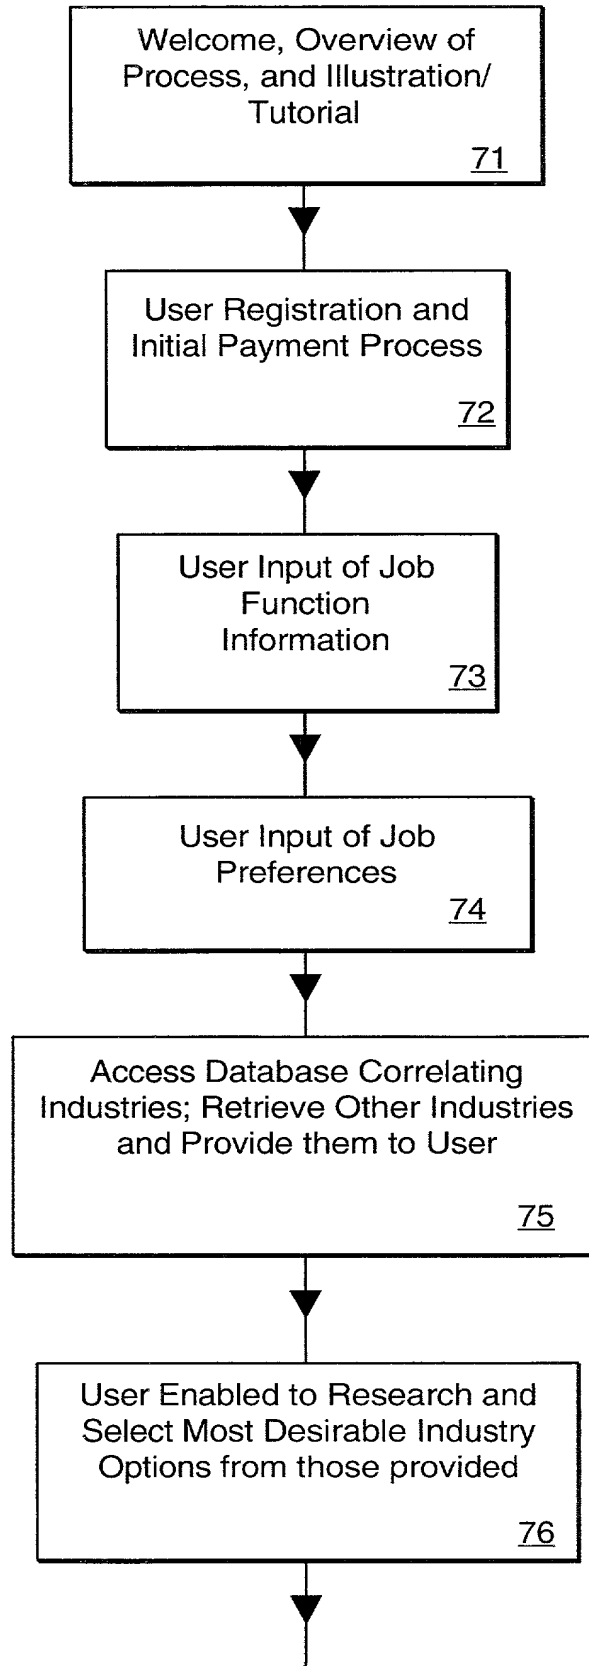 Welcome, Overview of
Process, and Illustration/
Tutorial
71
User Registration and
Initial Payment Process
72
User Input of Job
Function
Information
73
User Input of Job
Preferences
74
Access Database Correlating
Industries; Retrieve Other Industries
and Provide them to User
75
User Enabled to Research and
Select Most Desirable Industry
Options from those provided
76